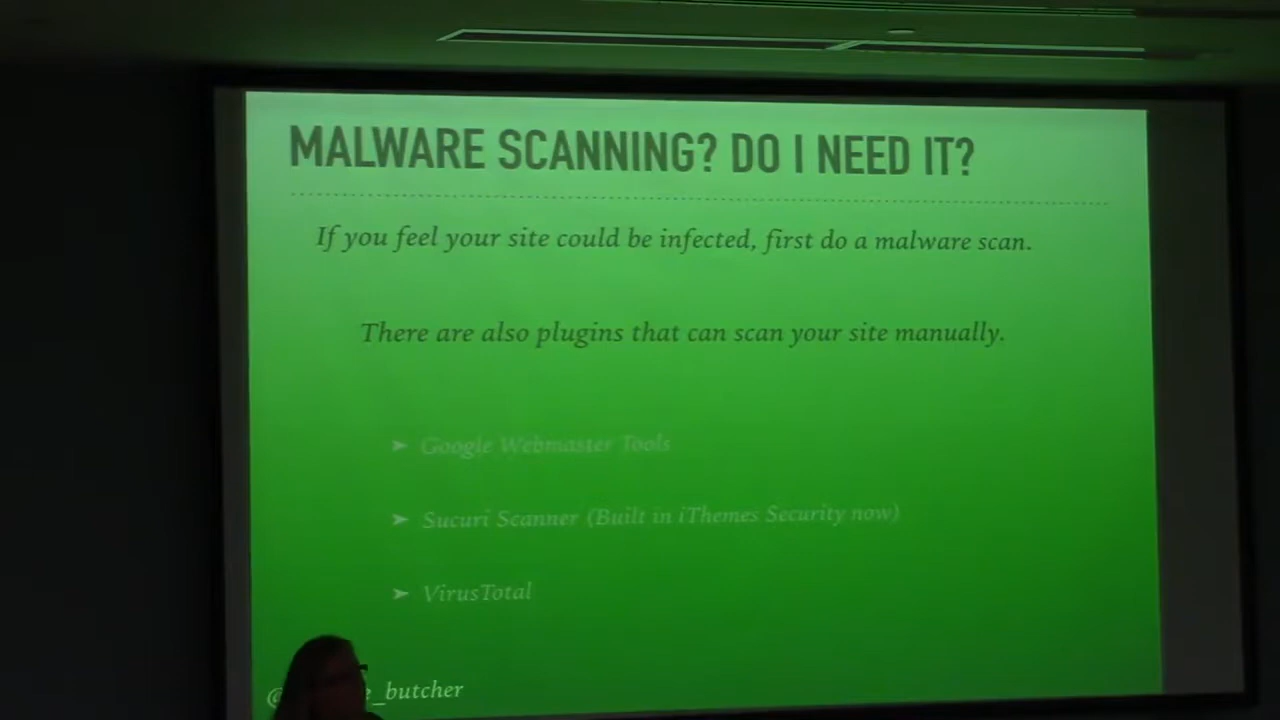 MALWARE SCANNING? DO I NEED IT?
If you feel your site could be infected, first do a malware scan.
There are also plugins that can scan your site manually.
➤ Google Webmaster Tools
➤ Sucuri Scanner (Built in iThemes Security now)
➤ VirusTotal
@ e_butcher